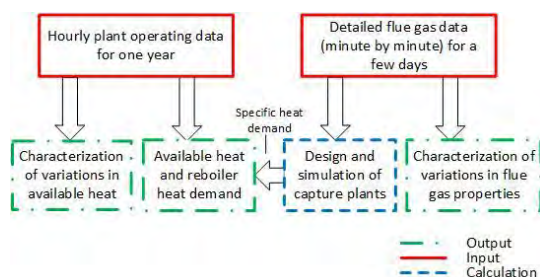 Hourly plant operating data
for one year
Detailed flue gas data
(minute by minute) for a
few days
Specific heat
demand
Characterization
of variations in
available heat
Available heat
and reboiler
heat demand
Design and
simulation of
capture plants
Characterization of
variations in flue
gas properties
Output
Input
Calculation